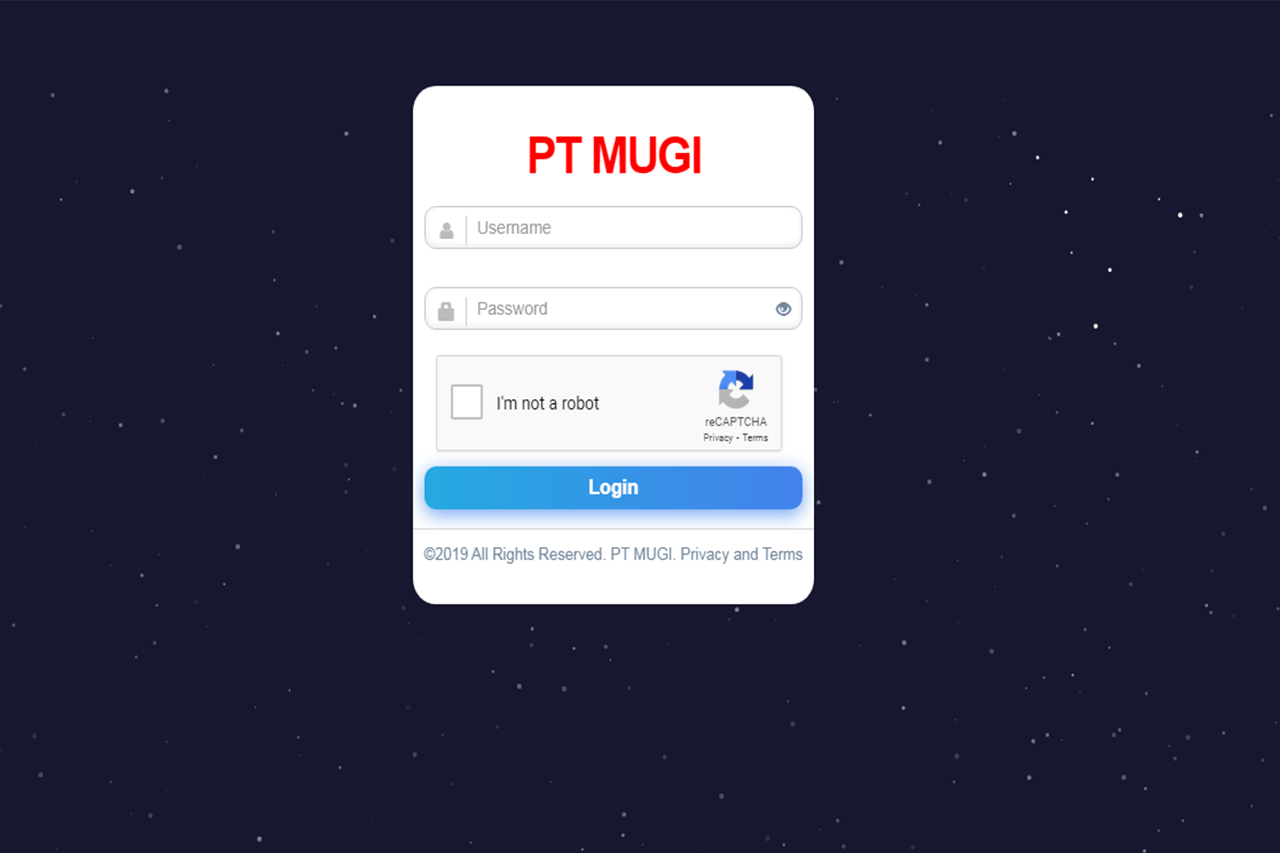 PT MUGI
Username
Password
I'm not a robot
reCAPTCHA
Privacy - Terms
Login
©2019 All Rights Reserved. PT MUGI. Privacy and Terms